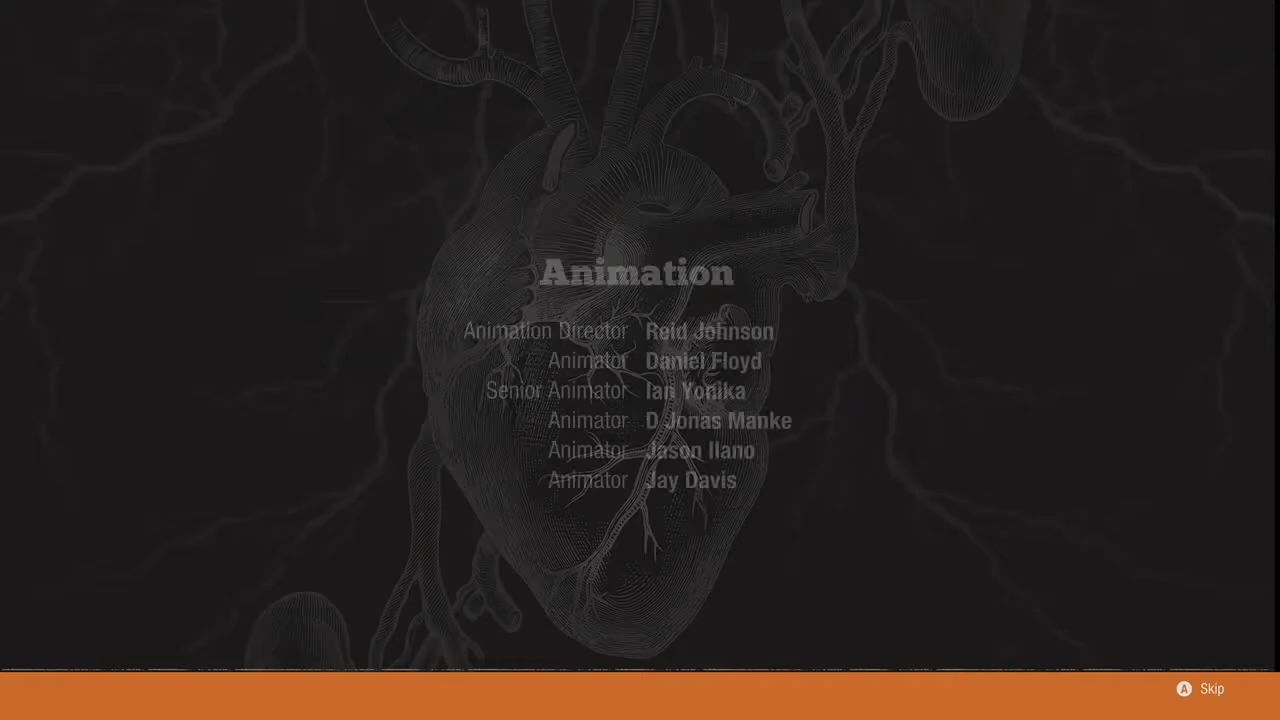 Animation
Animation Director Reid Johnson
Animator Daniel Floyd
Senior Animator Ian Yonika
Animator D Jonas Manke
Animator Jason Ilano
Animator Jay Davis
A Skip